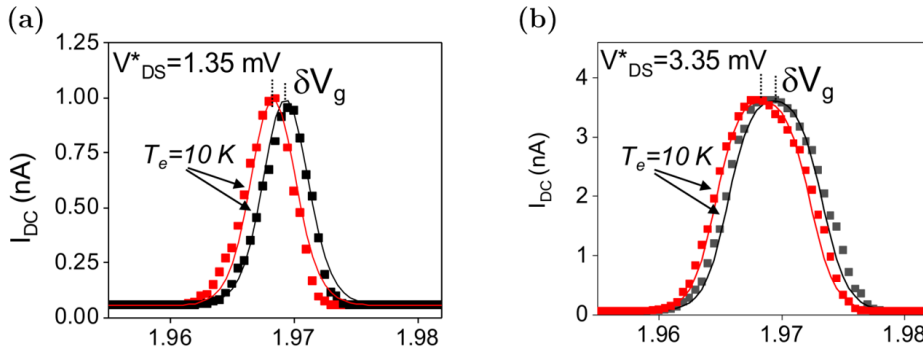 (a)
V*DS=1.35 mV
δVg
Te=10 K
IDC (nA)
1.25
1.00
0.75
0.50
0.25
0.00
1.96
1.97
1.98
(b)
V*DS=3.35 mV
δVg
Te=10 K
IDC (nA)
4
3
2
1
0
1.96
1.97
1.98